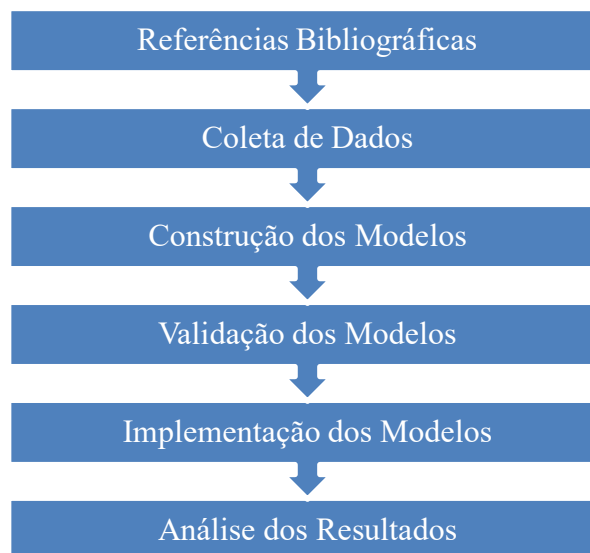 Referências Bibliográficas
Coleta de Dados
Construção dos Modelos
Validação dos Modelos
Implementação dos Modelos
Análise dos Resultados